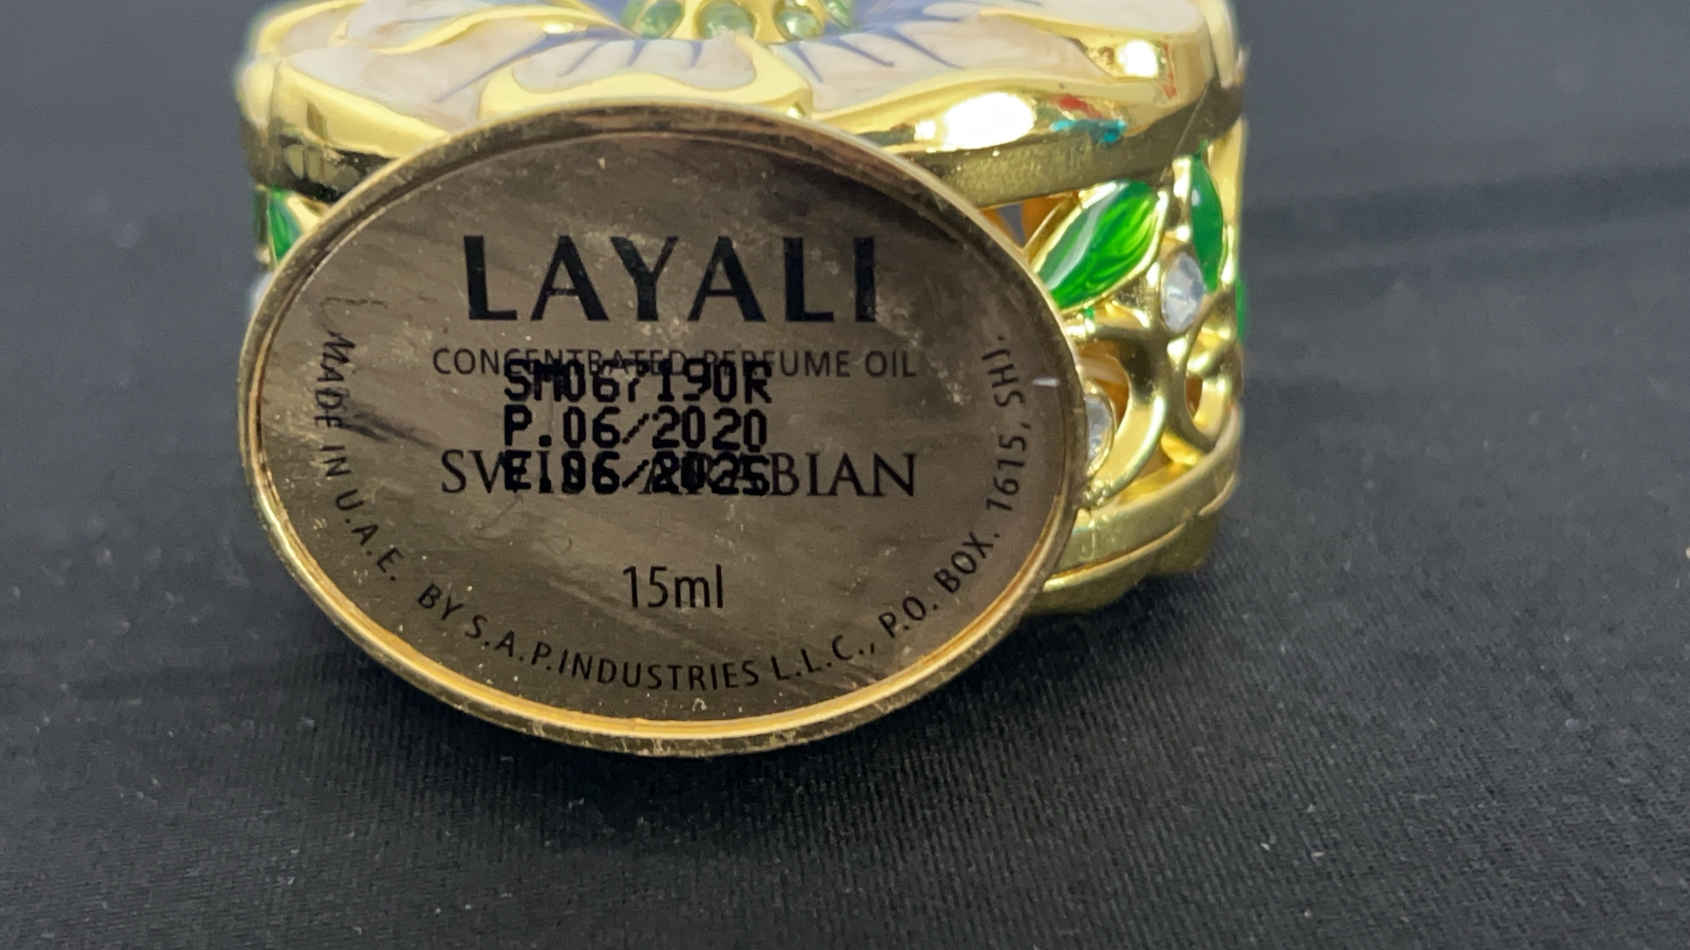 LAYALI
CONCENTRATED PERFUME OIL
SM067190R
P.06/2020
E.06/2025
SWISS ARABIAN
15ml
MADE IN U.A.E. BY S.A.P.INDUSTRIES L.L.C., P.O. BOX. 1615, SHJ.